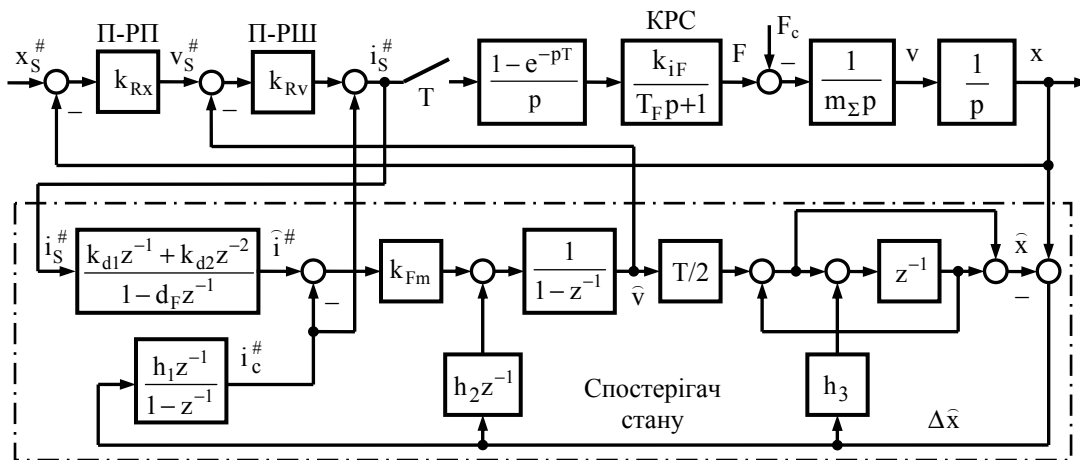 П-РП П-РШ КРС
x_S^# v_S^# i_S^# F F_c v x
k_Rx k_Rv T
1 − e^{−pT}
p
k_iF
T_F p+1
1
m_Σ p
1
p
− − −
i_S^# k_d1 z^{−1} + k_d2 z^{−2}
1 − d_F z^{−1}
î^# − k_Fm
1
1 − z^{−1}
v̂ T/2 z^{−1} x̂ −
h_1 z^{−1}
1 − z^{−1}
i_c^# h_2 z^{−1} h_3
Спостерігач
стану
Δx̂